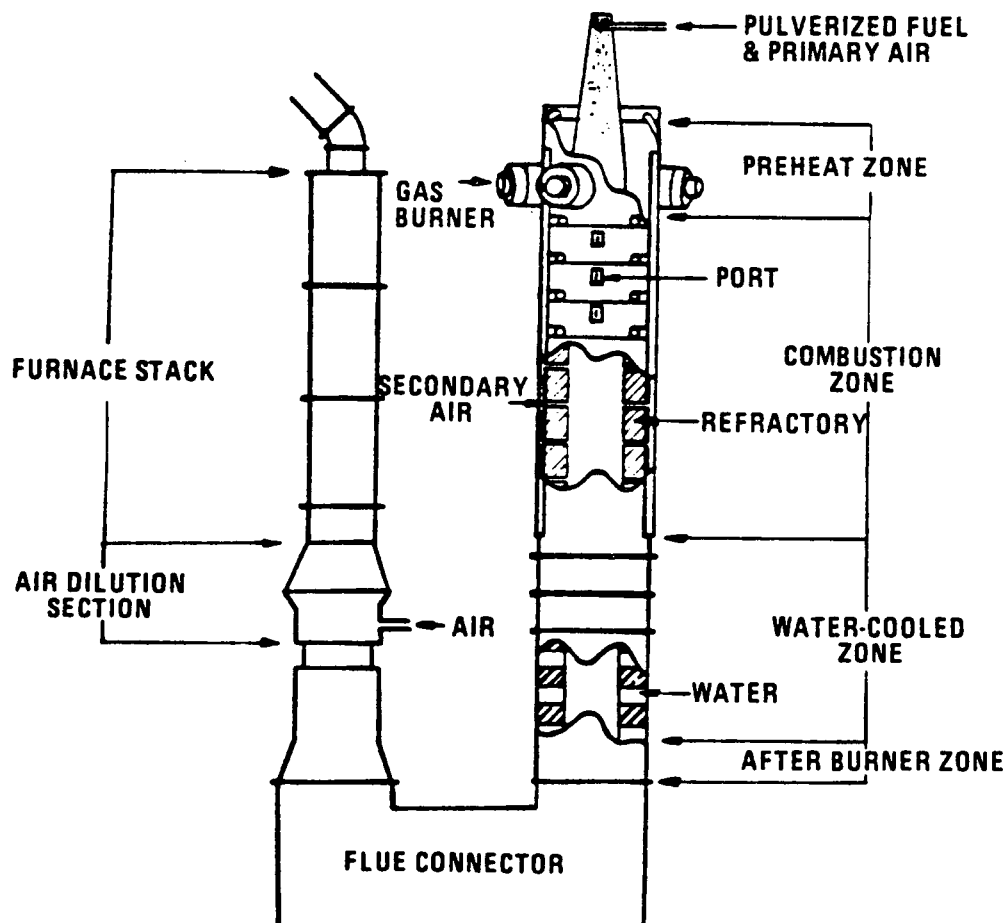 PULVERIZED FUEL
& PRIMARY AIR
PREHEAT ZONE
GAS
BURNER
PORT
FURNACE STACK
SECONDARY
AIR
COMBUSTION
ZONE
REFRACTORY
AIR DILUTION
SECTION
AIR
WATER-COOLED
ZONE
WATER
AFTER BURNER ZONE
FLUE CONNECTOR